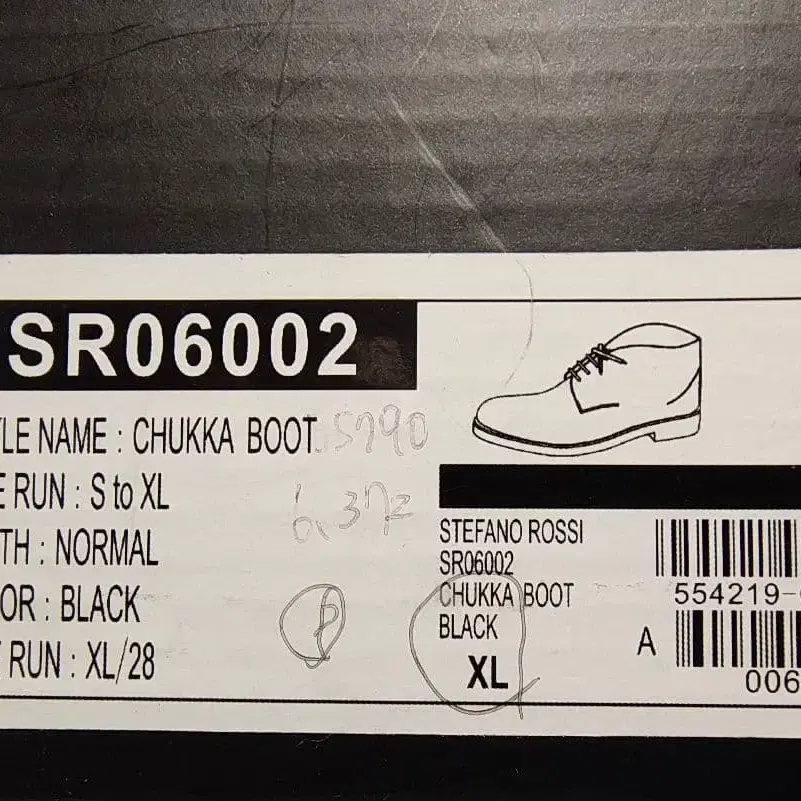 SR06002
YLE NAME : CHUKKA BOOT
E RUN : S to XL
TH : NORMAL
OR : BLACK
RUN : XL/28
STEFANO ROSSI
SR06002
CHUKKA BOOT
BLACK
XL
554219-
A
006